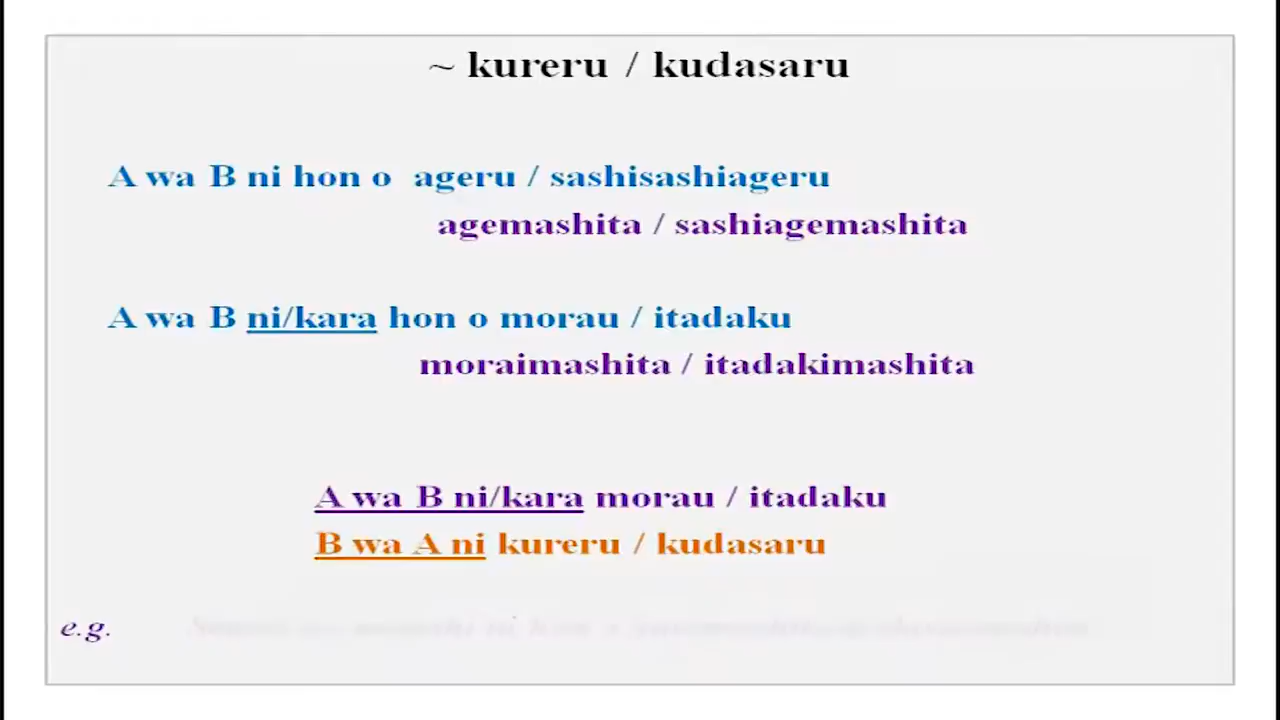 ~ kureru / kudasaru
A wa B ni hon o ageru / sashisashiageru
agemashita / sashiagemashita
A wa B ni/kara hon o morau / itadaku
moraimashita / itadakimashita
A wa B ni/kara morau / itadaku
B wa A ni kureru / kudasaru
e.g.